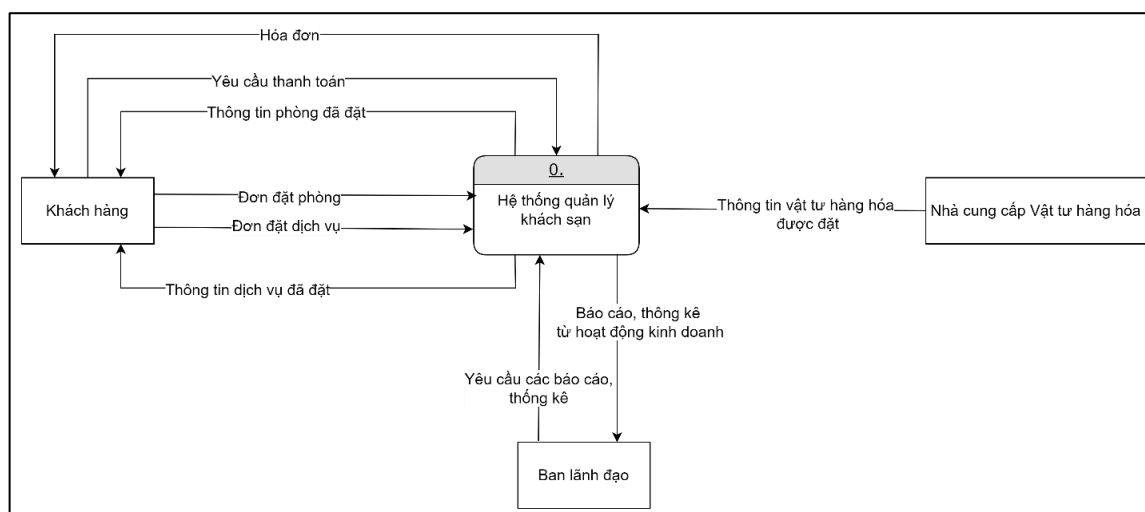 Hóa đơn
Yêu cầu thanh toán
Thông tin phòng đã đặt
0.
Hệ thống quản lý
khách sạn
Khách hàng
Đơn đặt phòng
Đơn đặt dịch vụ
Thông tin dịch vụ đã đặt
Thông tin vật tư hàng hóa
được đặt
Nhà cung cấp Vật tư hàng hóa
Báo cáo, thông kê
từ hoạt động kinh doanh
Yêu cầu các báo cáo,
thống kê
Ban lãnh đạo